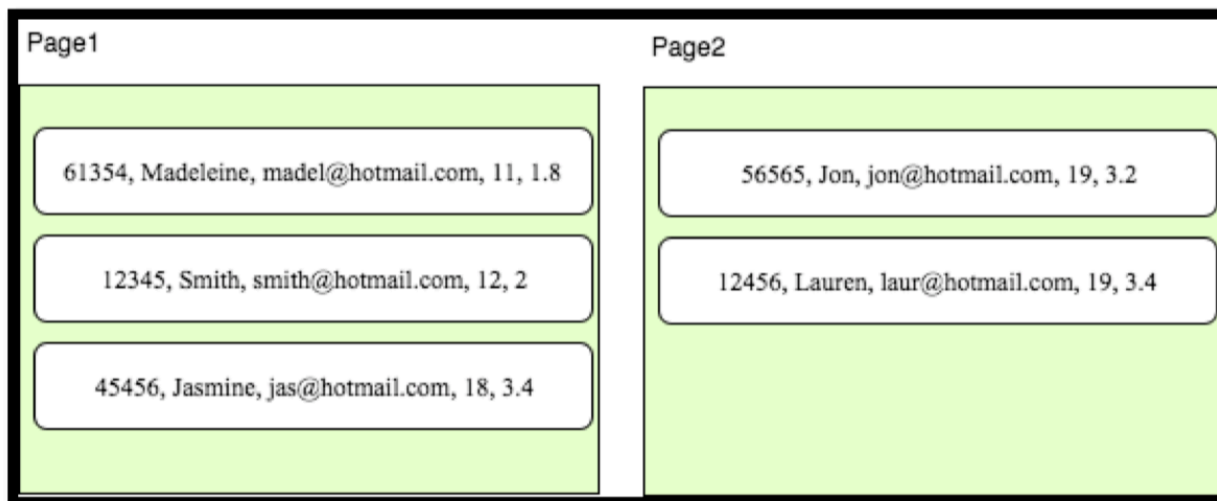 Page1
61354, Madeleine, madel@hotmail.com, 11, 1.8
12345, Smith, smith@hotmail.com, 12, 2
45456, Jasmine, jas@hotmail.com, 18, 3.4
Page2
56565, Jon, jon@hotmail.com, 19, 3.2
12456, Lauren, laur@hotmail.com, 19, 3.4